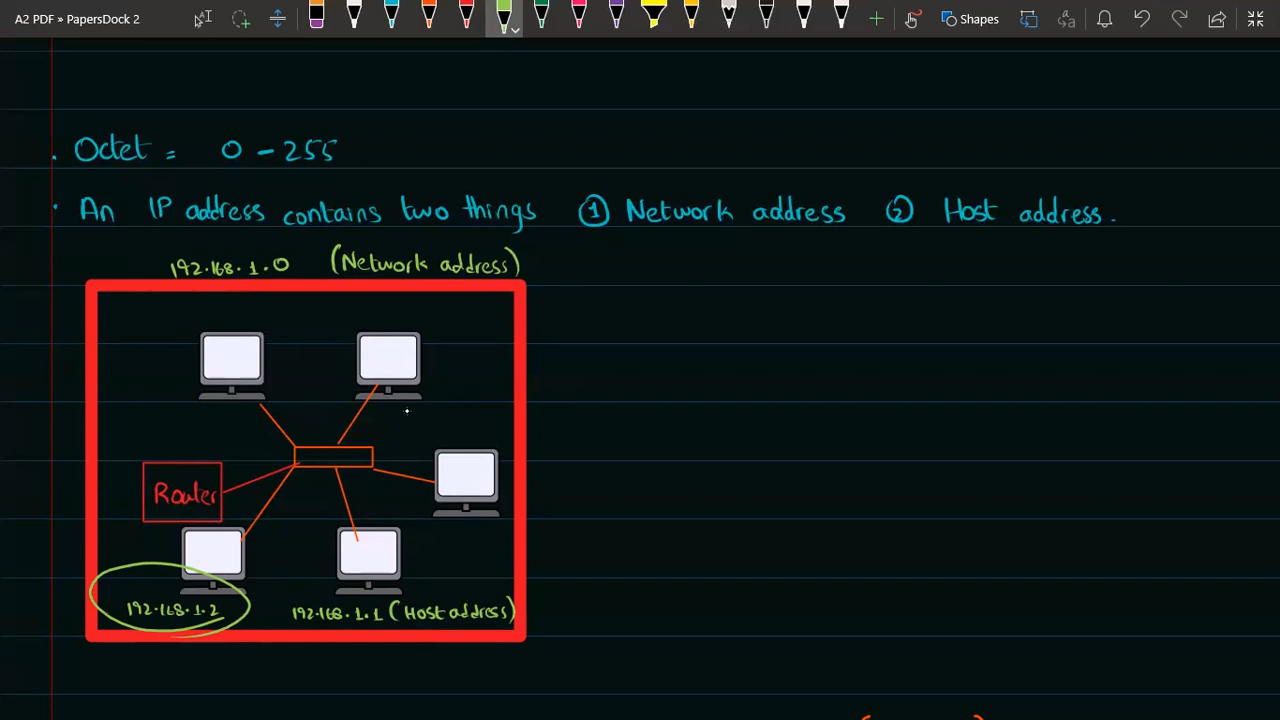 A2 PDF » PapersDock 2
Shapes
. Octet = 0 - 255
. An IP address contains two things ① Network address ② Host address.
192.168.1.0 (Network address)
Router
192.168.1.2 192.168.1.1 (Host address)